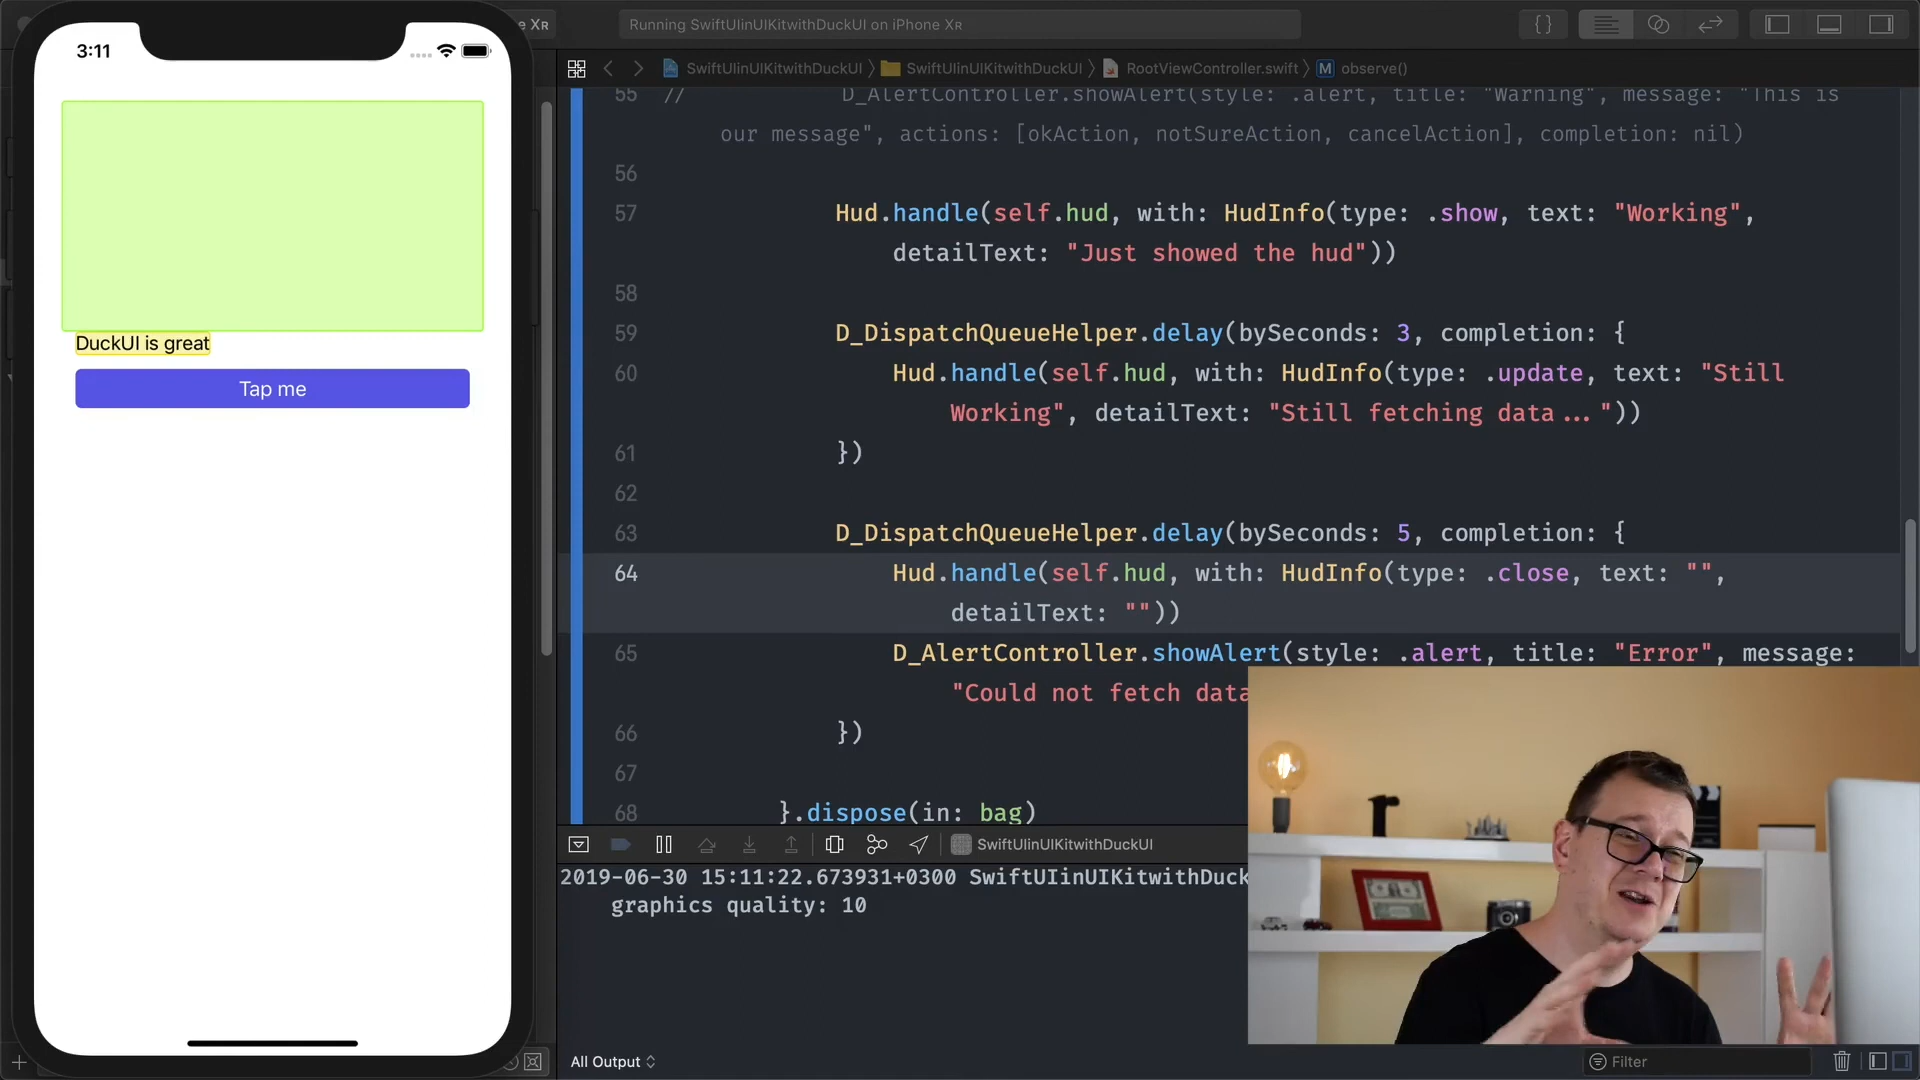 3:11
DuckUI is great
Tap me
e XR
Running SwiftUIinUIKitwithDuckUI on iPhone XR
{ }
SwiftUIinUIKitwithDuckUI
SwiftUIinUIKitwithDuckUI
RootViewController.swift
M observe()
55 // D_AlertController.showAlert(style: .alert, title: "Warning", message: "This is
our message", actions: [okAction, notSureAction, cancelAction], completion: nil)
56
57 Hud.handle(self.hud, with: HudInfo(type: .show, text: "Working",
detailText: "Just showed the hud"))
58
59 D_DispatchQueueHelper.delay(bySeconds: 3, completion: {
60 Hud.handle(self.hud, with: HudInfo(type: .update, text: "Still
Working", detailText: "Still fetching data..."))
61 })
62
63 D_DispatchQueueHelper.delay(bySeconds: 5, completion: {
64 Hud.handle(self.hud, with: HudInfo(type: .close, text: "",
detailText: ""))
65 D_AlertController.showAlert(style: .alert, title: "Error", message:
"Could not fetch data
66 })
67
68 }.dispose(in: bag)
SwiftUIinUIKitwithDuckUI
2019-06-30 15:11:22.673931+0300 SwiftUIinUIKitwithDuck
graphics quality: 10
All Output
Filter